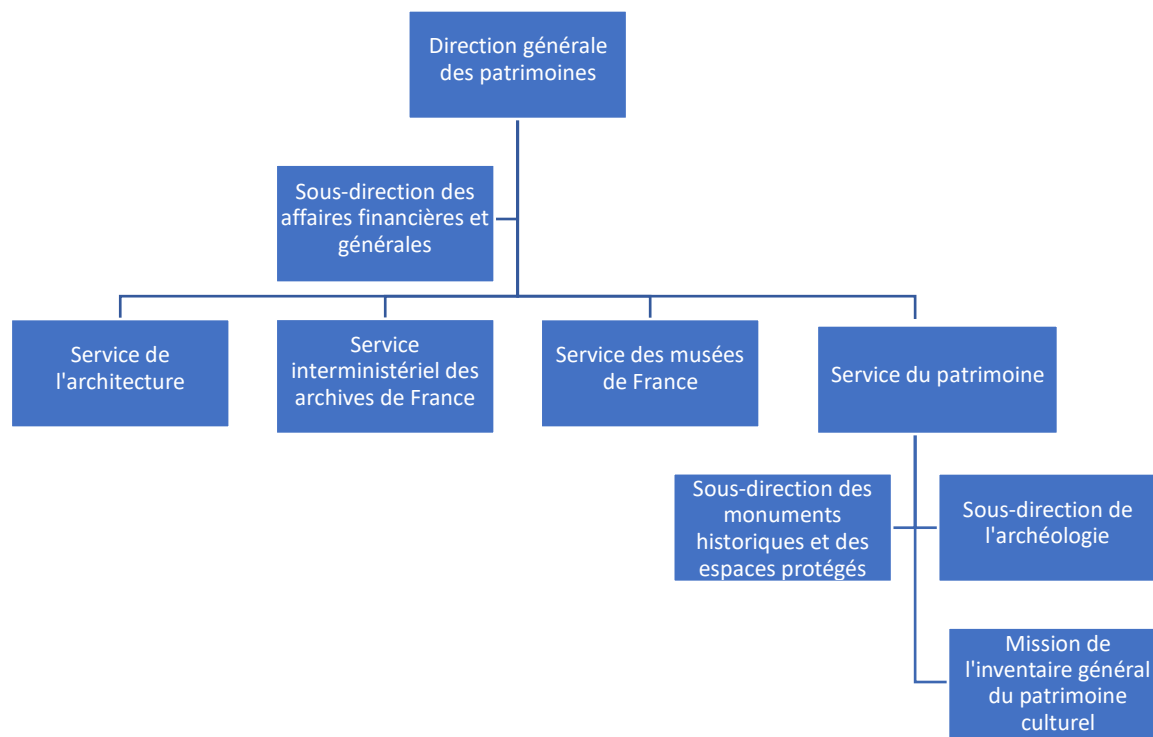 Direction générale
des patrimoines
Sous-direction des
affaires financières et
générales
Service de
l'architecture
Service
interministériel des
archives de France
Service des musées
de France
Service du patrimoine
Sous-direction des
monuments
historiques et des
espaces protégés
Sous-direction de
l'archéologie
Mission de
l'inventaire général
du patrimoine
culturel